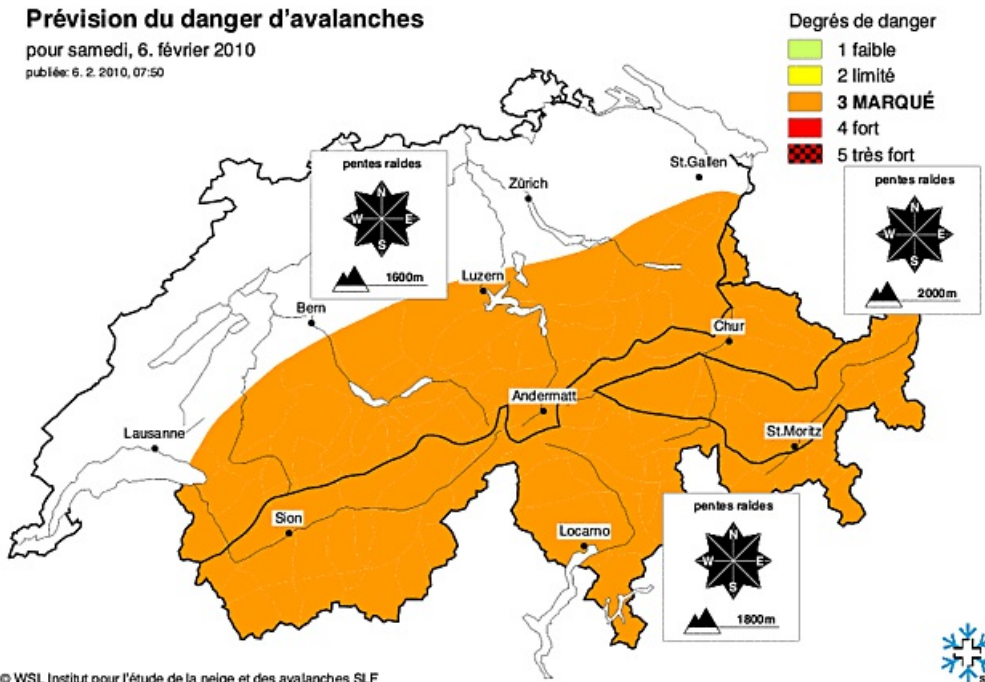 Prévision du danger d'avalanches
pour samedi, 6. février 2010
publiée: 6. 2. 2010, 07:50
Degrés de danger
1 faible
2 limité
3 MARQUÉ
4 fort
5 très fort
pentes raides
N
W E
S
1600m
pentes raides
N
W E
S
2000m
St.Gallen
Zürich
Luzern
Bern
Chur
Andermatt
Lausanne
St.Moritz
Sion
Locarno
pentes raides
N
W E
S
1800m
© WSL Institut pour l'étude de la neige et des avalanches SLF